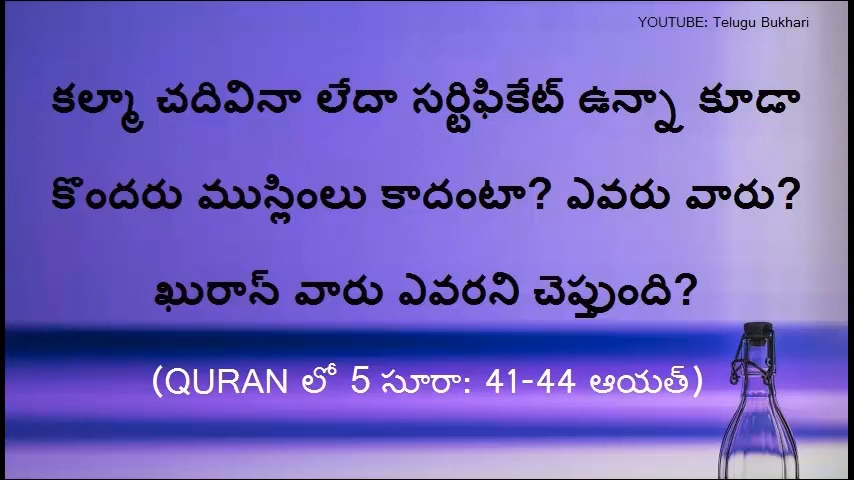 YOUTUBE: Telugu Bukhari
కల్మా చదివినా లేదా సర్టిఫికేట్ ఉన్నా కూడా
కొందరు ముస్లింలు కాదంటా? ఎవరు వారు?
ఖురాన్ వారు ఎవరని చెప్తుంది?
(QURAN లో 5 సూరా: 41-44 ఆయత్)